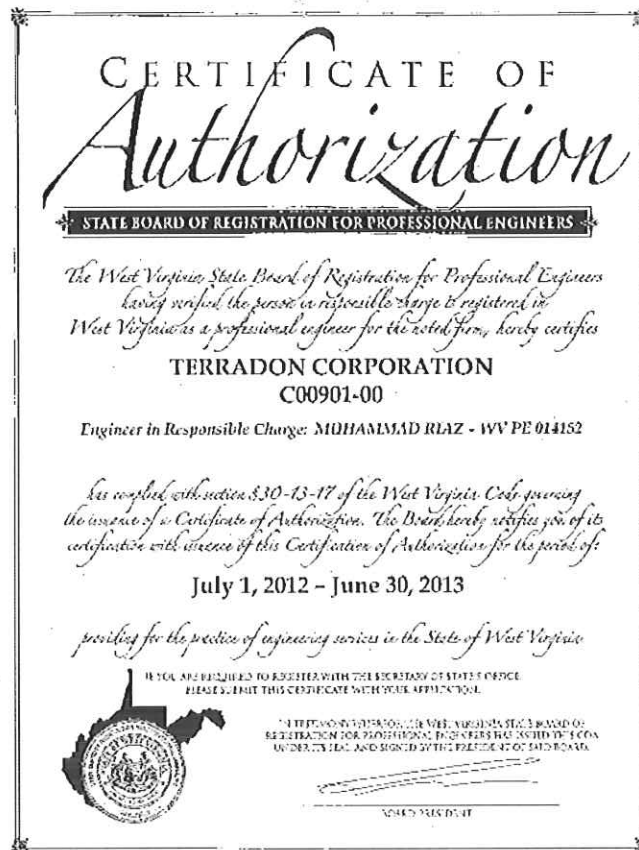 CERTIFICATE OF
Authorization
STATE BOARD OF REGISTRATION FOR PROFESSIONAL ENGINEERS
The West Virginia State Board of Registration for Professional Engineers
having verified the person in responsible charge is registered in
West Virginia as a professional engineer for the noted firm, hereby certifies
TERRADON CORPORATION
C00901-00
Engineer in Responsible Charge: MUHAMMAD RIAZ - WV PE 014152
has complied with section §30-13-17 of the West Virginia Code governing
the issuance of a Certificate of Authorization. The Board hereby notifies you of its
certification with issuance of this Certification of Authorization for the period of:
July 1, 2012 – June 30, 2013
providing for the practice of engineering services in the State of West Virginia
IF YOU ARE REQUIRED TO REGISTER WITH THE SECRETARY OF STATE'S OFFICE
PLEASE SUBMIT THIS CERTIFICATE WITH YOUR APPLICATION.
IN TESTIMONY WHEREOF, THE WEST VIRGINIA STATE BOARD OF
REGISTRATION FOR PROFESSIONAL ENGINEERS HAS ISSUED THIS COA
UNDER ITS SEAL AND SIGNED BY THE PRESIDENT OF SAID BOARD.
BOARD PRESIDENT